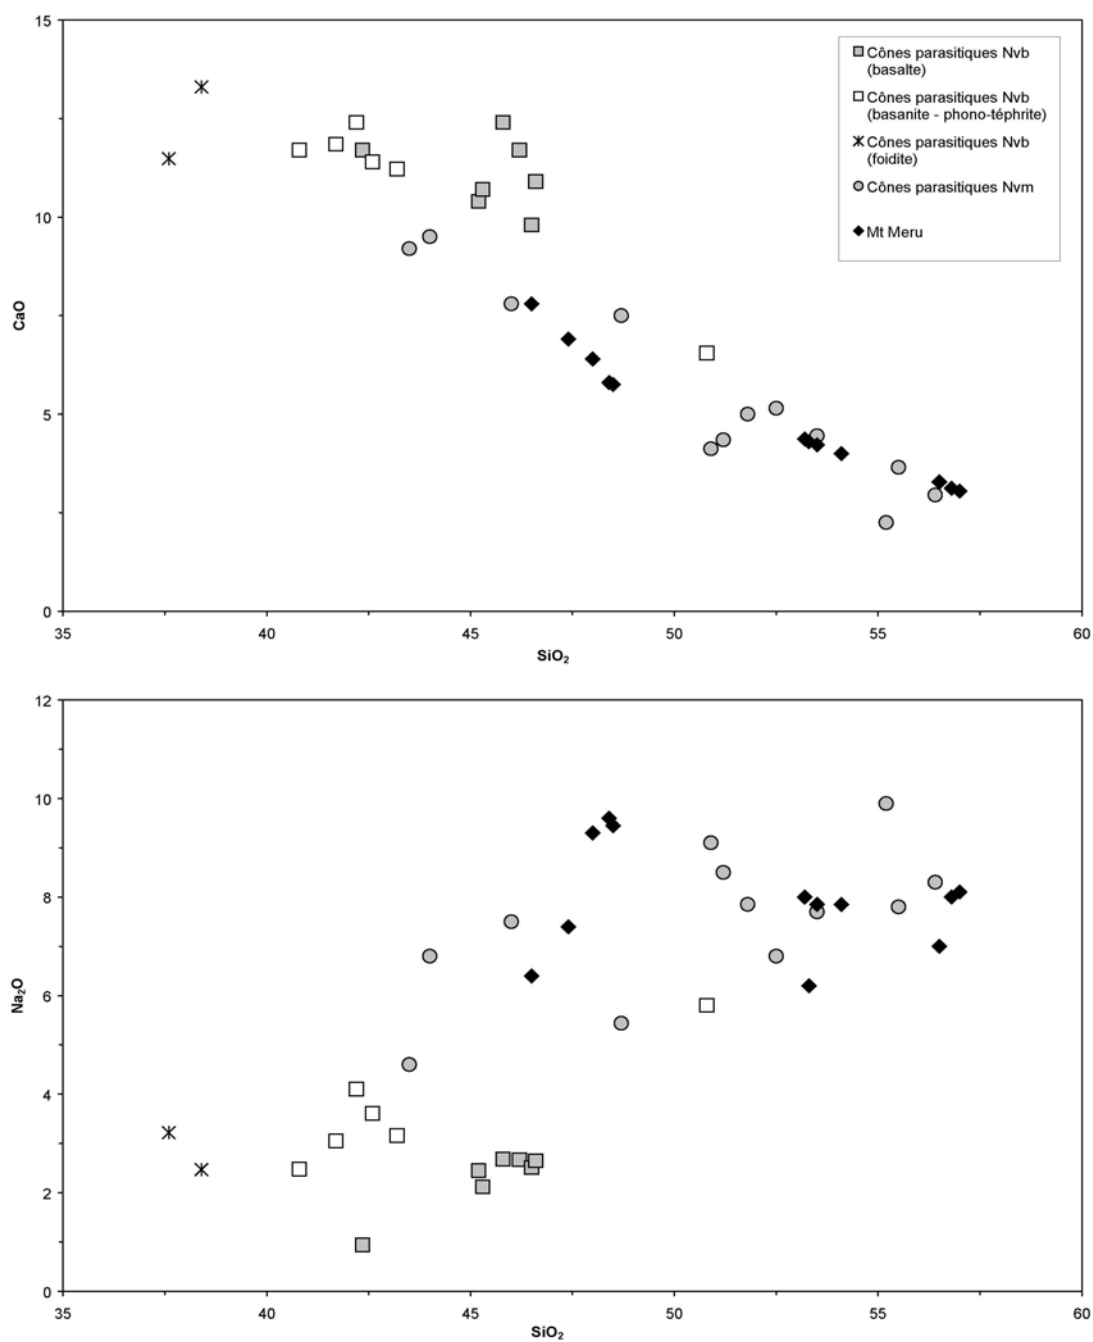 15
10
5
0
CaO
35
40
45
50
55
60
SiO₂
Cônes parasitiques Nvb
(basalte)
Cônes parasitiques Nvb
(basanite - phono-téphrite)
Cônes parasitiques Nvb
(foidite)
Cônes parasitiques Nvm
Mt Meru
12
10
8
6
4
2
0
Na₂O
35
40
45
50
55
60
SiO₂